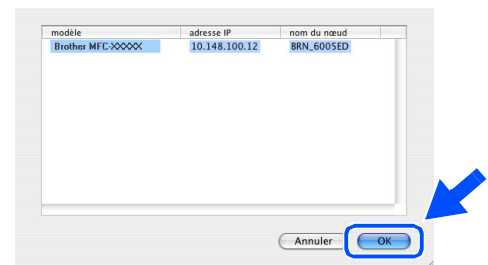 modèle adresse IP nom du nœud
Brother MFC-XXXXX 10.148.100.12 BRN_6005ED
Annuler OK